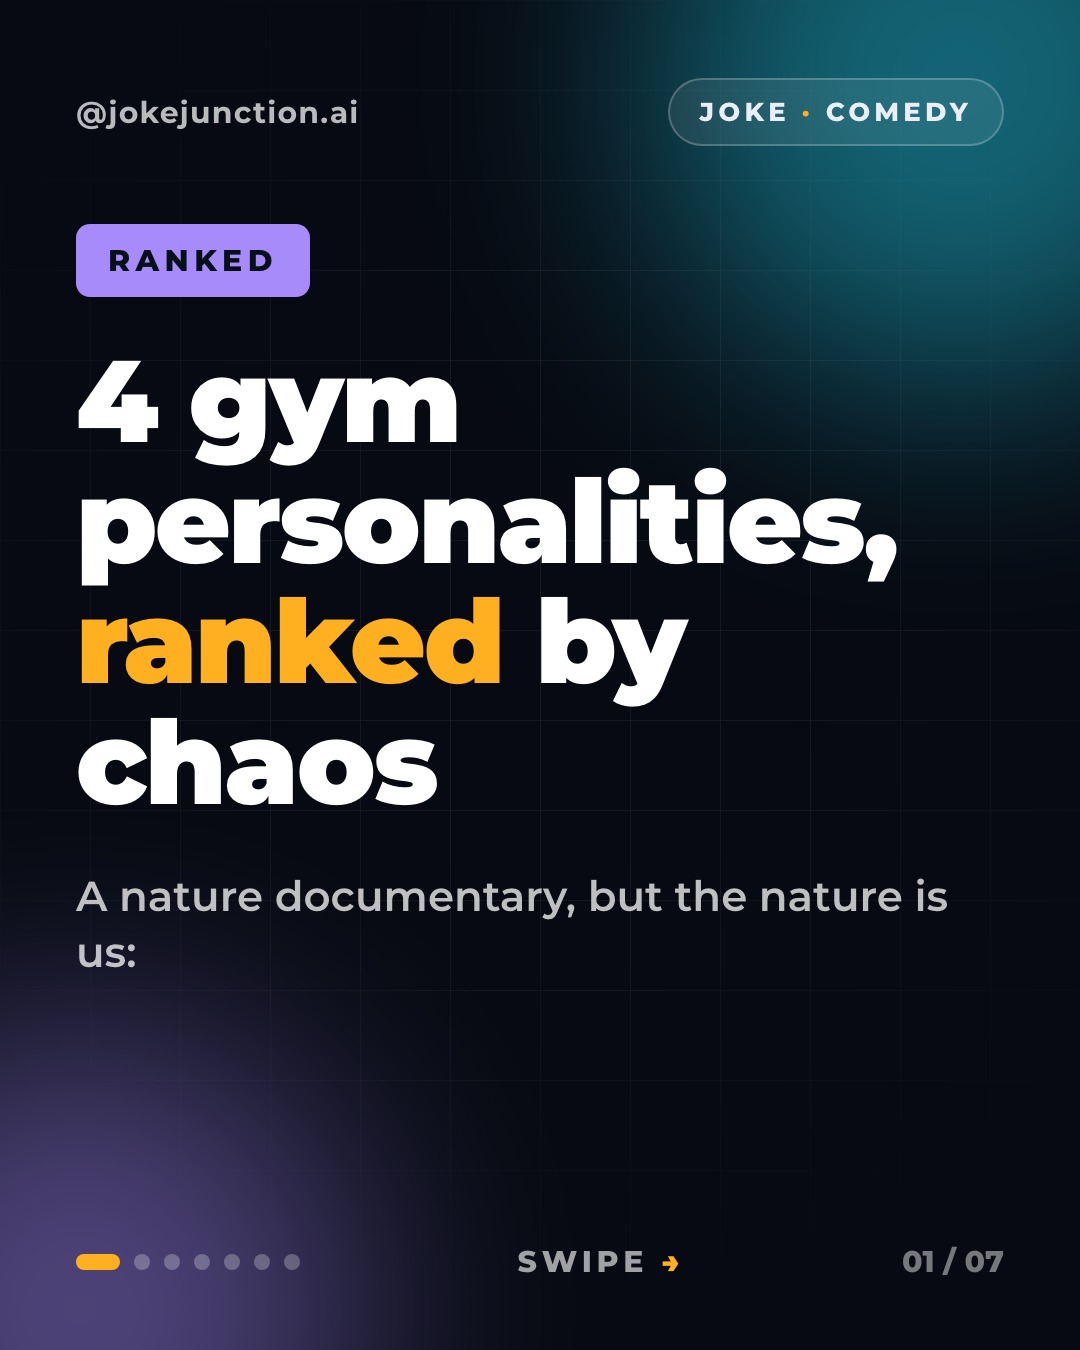 @jokejunction.ai
JOKE · COMEDY
RANKED
4 gym
personalities,
ranked by
chaos
A nature documentary, but the nature is
us:
SWIPE →
01 / 07